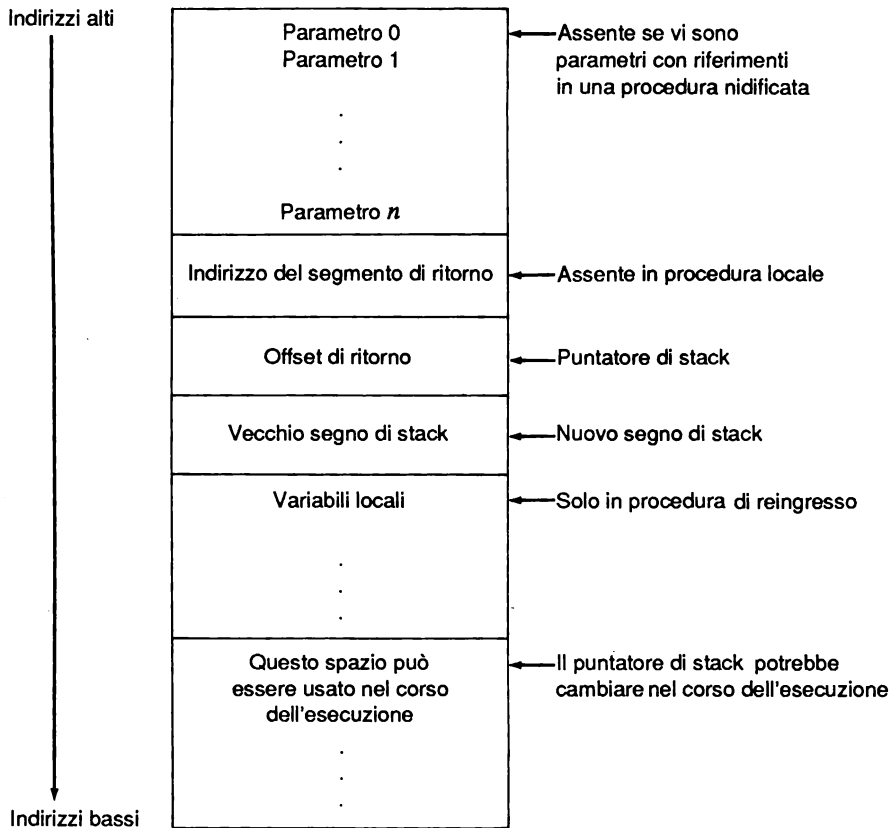 Indirizzi alti
Parametro 0
Parametro 1
.
.
.
Parametro n
Assente se vi sono
parametri con riferimenti
in una procedura nidificata
Indirizzo del segmento di ritorno
Assente in procedura locale
Offset di ritorno
Puntatore di stack
Vecchio segno di stack
Nuovo segno di stack
Variabili locali
.
.
.
Solo in procedura di reingresso
Questo spazio può
essere usato nel corso
dell'esecuzione
.
.
.
Il puntatore di stack potrebbe
cambiare nel corso dell'esecuzione
Indirizzi bassi